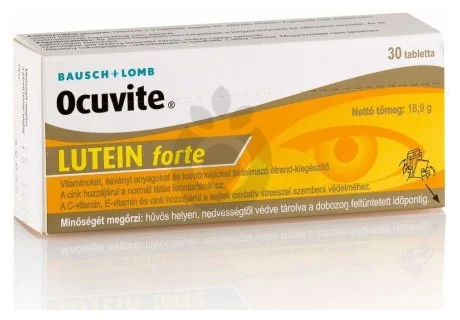 30 tabletta
BAUSCH + LOMB
Ocuvite®
Nettó tömeg: 18,9 g
LUTEIN forte
Vitaminokat, ásványi anyagokat és karotinoidokat tartalmazó étrend-kiegészítő
A cink hozzájárul a normál látás fenntartásához.
A C-vitamin, E-vitamin és cink hozzájárul a sejtek oxidatív stresszel szembeni védelméhez.
Minőségét megőrzi: hűvös helyen, nedvességtől védve tárolva a dobozon feltüntetett időpontig.